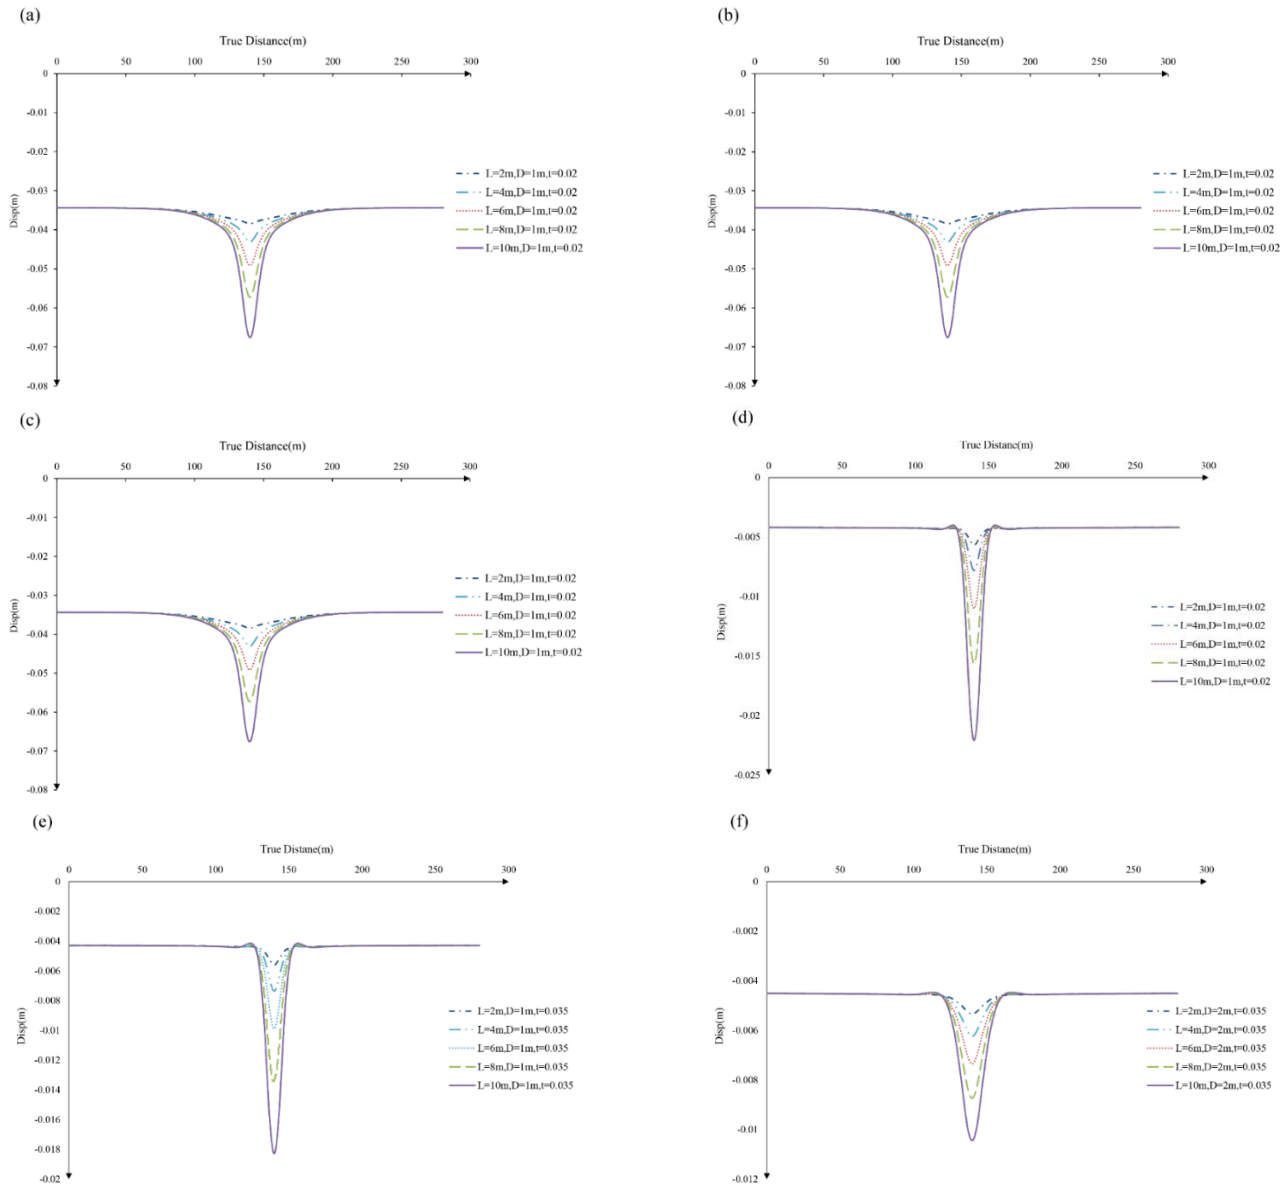 (a)
True Distance(m)
0 50 100 150 200 250 300
0
-0.01
-0.02
-0.03
-0.04
-0.05
-0.06
-0.07
-0.08
Disp(m)
L=2m,D=1m,t=0.02
L=4m,D=1m,t=0.02
L=6m,D=1m,t=0.02
L=8m,D=1m,t=0.02
L=10m,D=1m,t=0.02
(b)
True Distance(m)
0 50 100 150 200 250 300
0
-0.01
-0.02
-0.03
-0.04
-0.05
-0.06
-0.07
-0.08
Disp(m)
L=2m,D=1m,t=0.02
L=4m,D=1m,t=0.02
L=6m,D=1m,t=0.02
L=8m,D=1m,t=0.02
L=10m,D=1m,t=0.02
(c)
True Distance(m)
0 50 100 150 200 250 300
0
-0.01
-0.02
-0.03
-0.04
-0.05
-0.06
-0.07
-0.08
Disp(m)
L=2m,D=1m,t=0.02
L=4m,D=1m,t=0.02
L=6m,D=1m,t=0.02
L=8m,D=1m,t=0.02
L=10m,D=1m,t=0.02
(d)
True Distane(m)
0 50 100 150 200 250 300
0
-0.005
-0.01
-0.015
-0.02
-0.025
Disp(m)
L=2m,D=1m,t=0.02
L=4m,D=1m,t=0.02
L=6m,D=1m,t=0.02
L=8m,D=1m,t=0.02
L=10m,D=1m,t=0.02
(e)
True Distane(m)
0 50 100 150 200 250 300
0
-0.002
-0.004
-0.006
-0.008
-0.01
-0.012
-0.014
-0.016
-0.018
-0.02
Disp(m)
L=2m,D=1m,t=0.035
L=4m,D=1m,t=0.035
L=6m,D=1m,t=0.035
L=8m,D=1m,t=0.035
L=10m,D=1m,t=0.035
(f)
True Distane(m)
0 50 100 150 200 250 300
0
-0.002
-0.004
-0.006
-0.008
-0.01
-0.012
Disp(m)
L=2m,D=2m,t=0.035
L=4m,D=2m,t=0.035
L=6m,D=2m,t=0.035
L=8m,D=2m,t=0.035
L=10m,D=2m,t=0.035